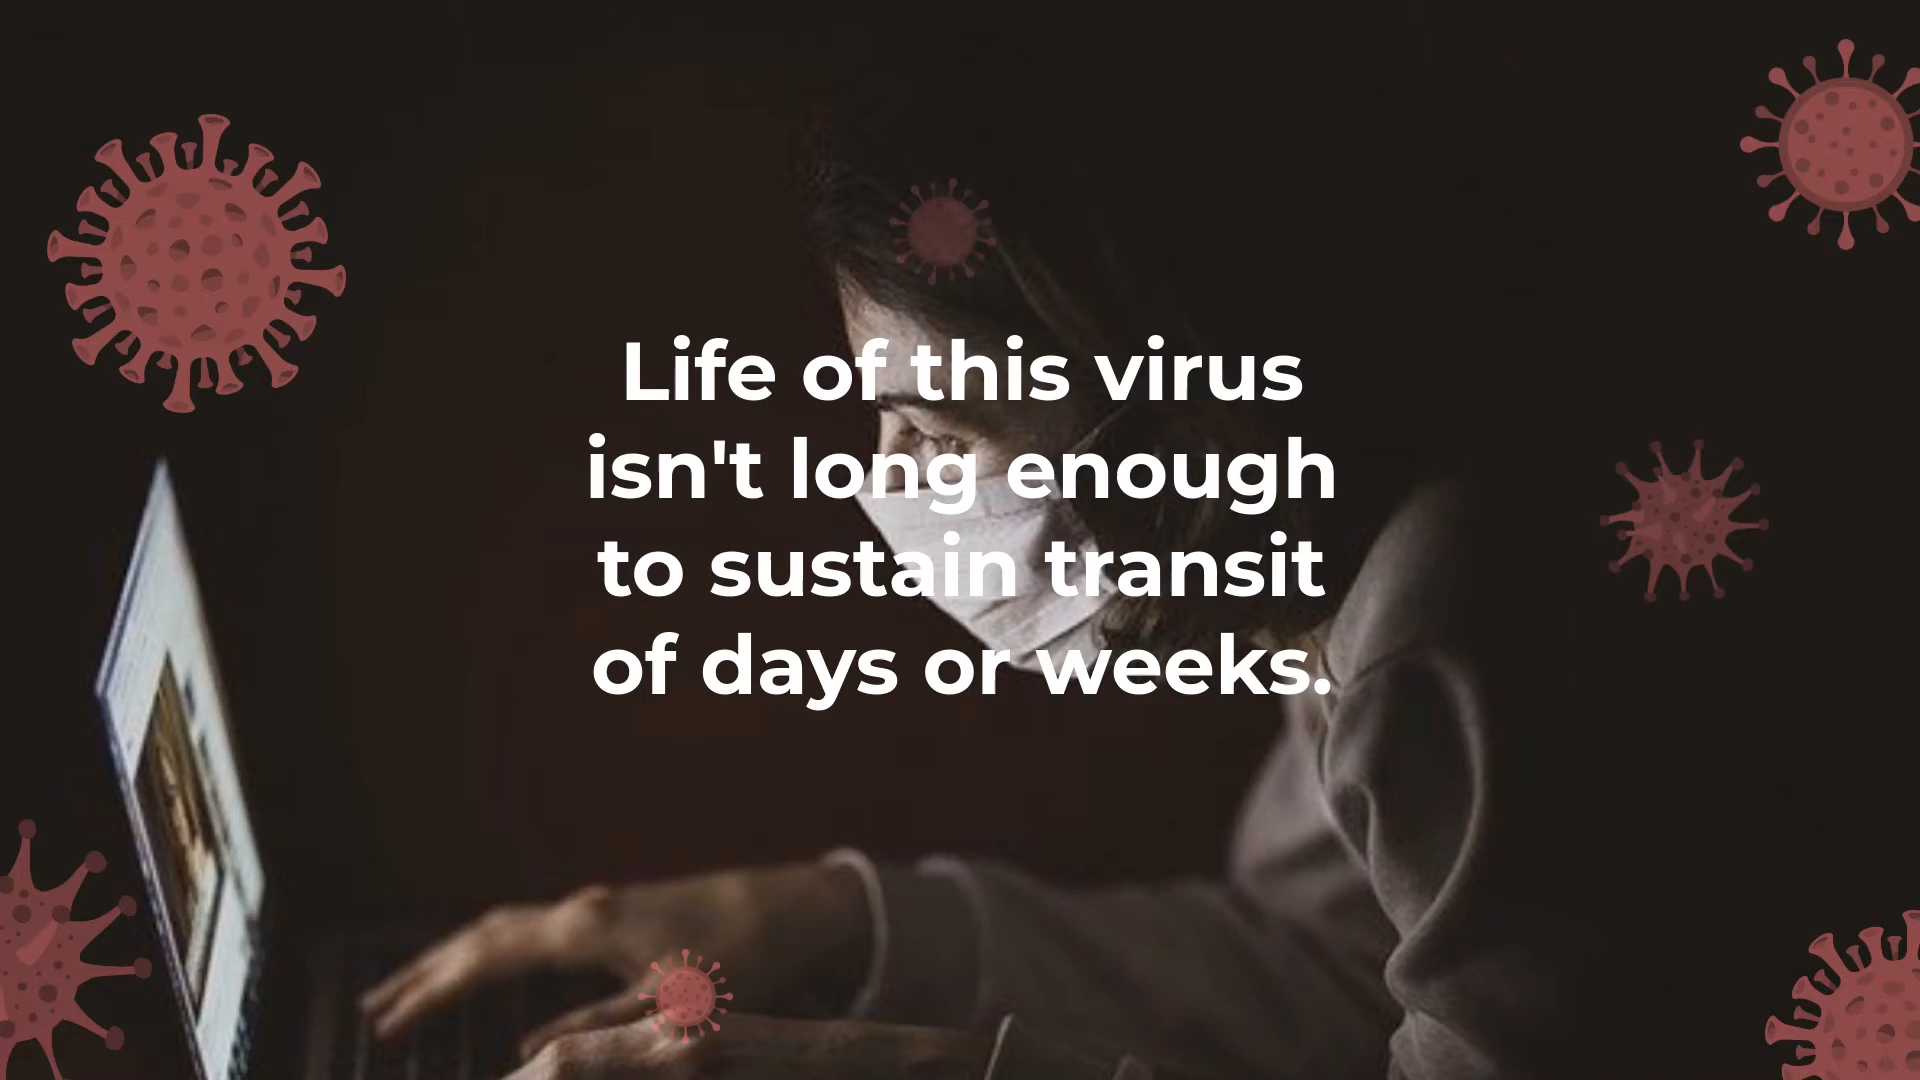 Life of this virus
isn't long enough
to sustain transit
of days or weeks.